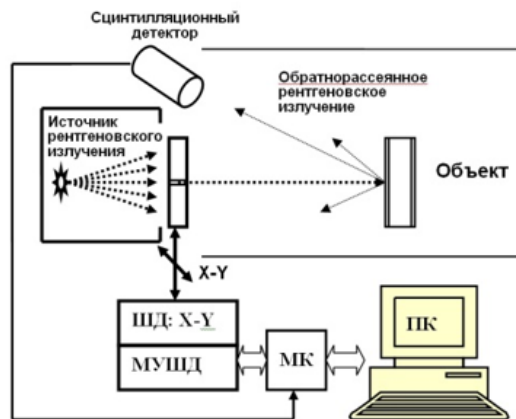 Сцинтилляционный
детектор
Обратнорассеянное
рентгеновское
излучение
Источник
рентгеновского
излучения
Объект
X-Y
ШД: X-Y
МУШД
МК
ПК